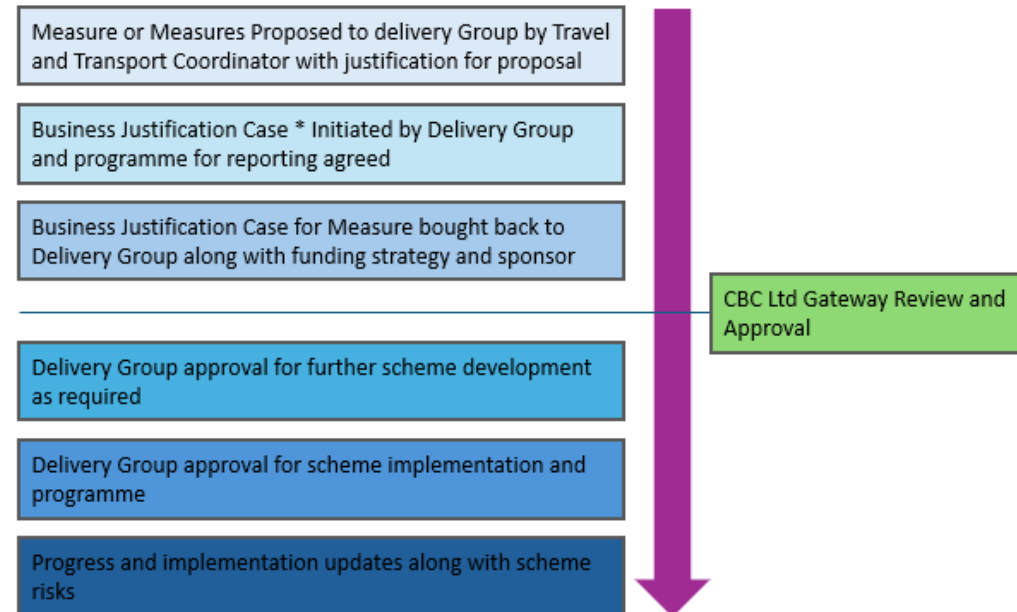 Measure or Measures Proposed to delivery Group by Travel
and Transport Coordinator with justification for proposal
Business Justification Case * Initiated by Delivery Group
and programme for reporting agreed
Business Justification Case for Measure bought back to
Delivery Group along with funding strategy and sponsor
CBC Ltd Gateway Review and
Approval
Delivery Group approval for further scheme development
as required
Delivery Group approval for scheme implementation and
programme
Progress and implementation updates along with scheme
risks